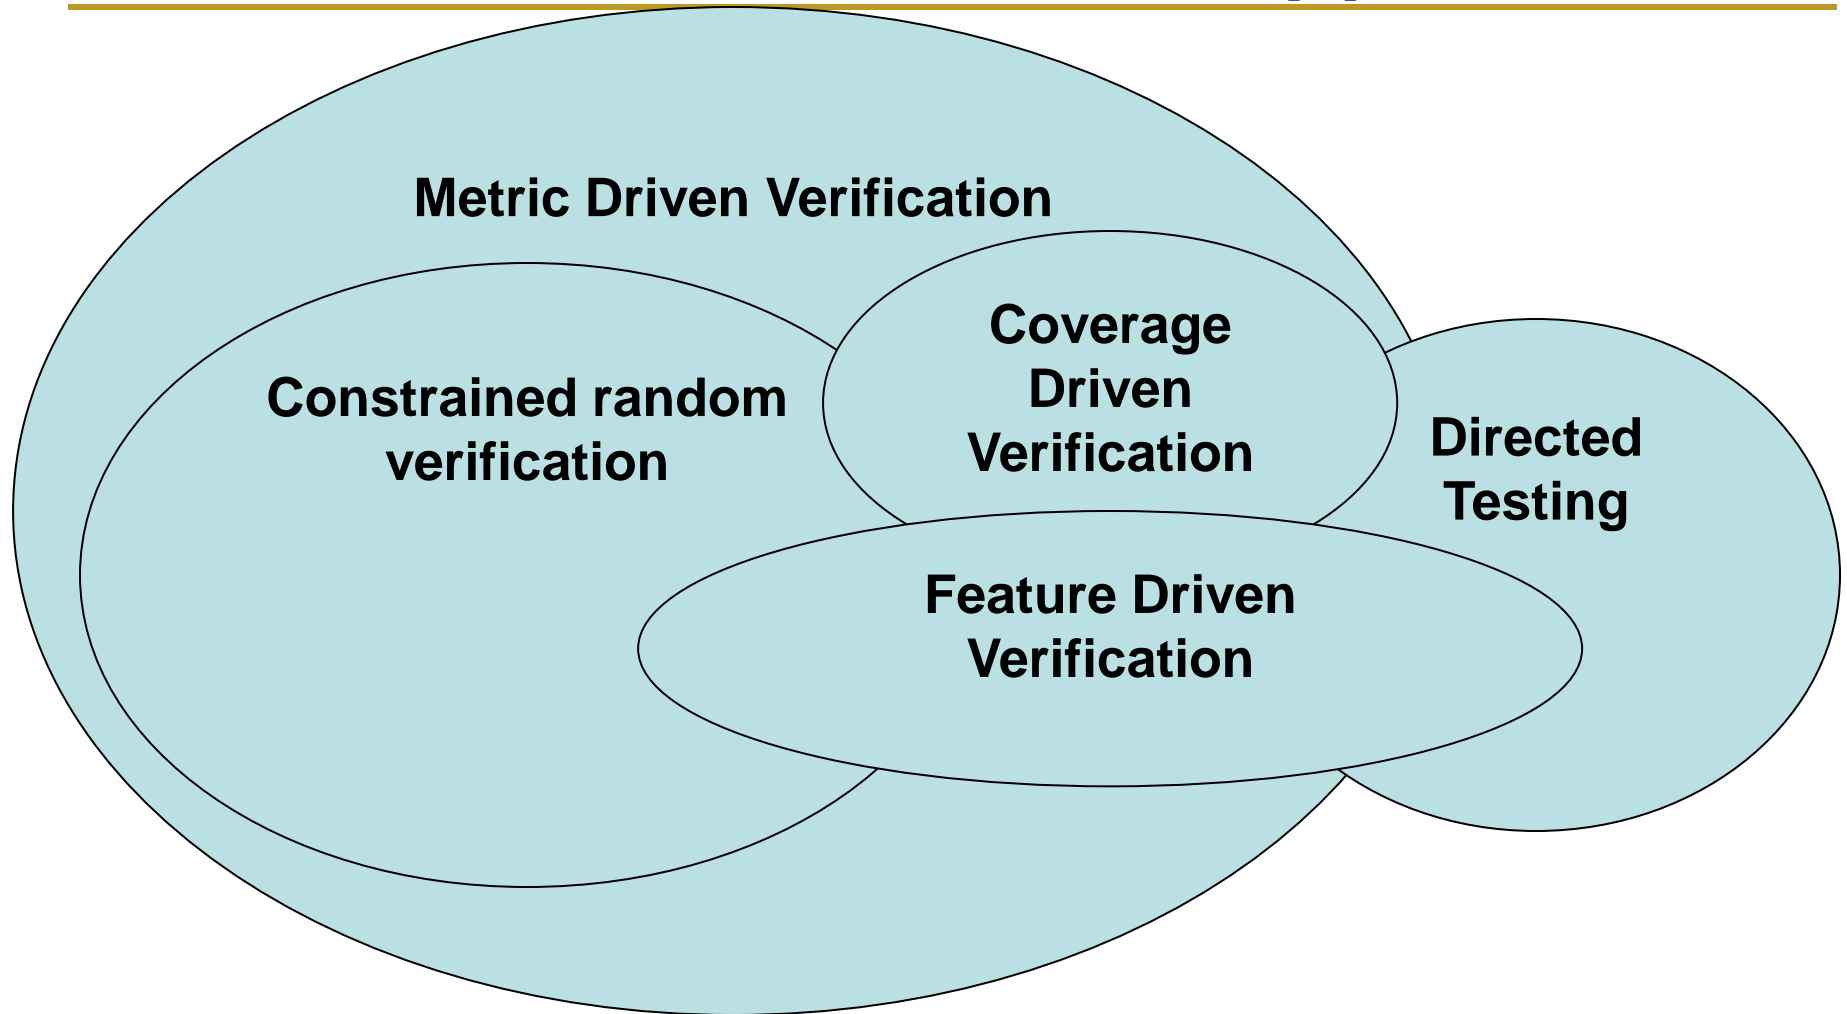 Metric Driven Verification
Coverage
Driven
Verification
Constrained random
verification
Directed
Testing
Feature Driven
Verification